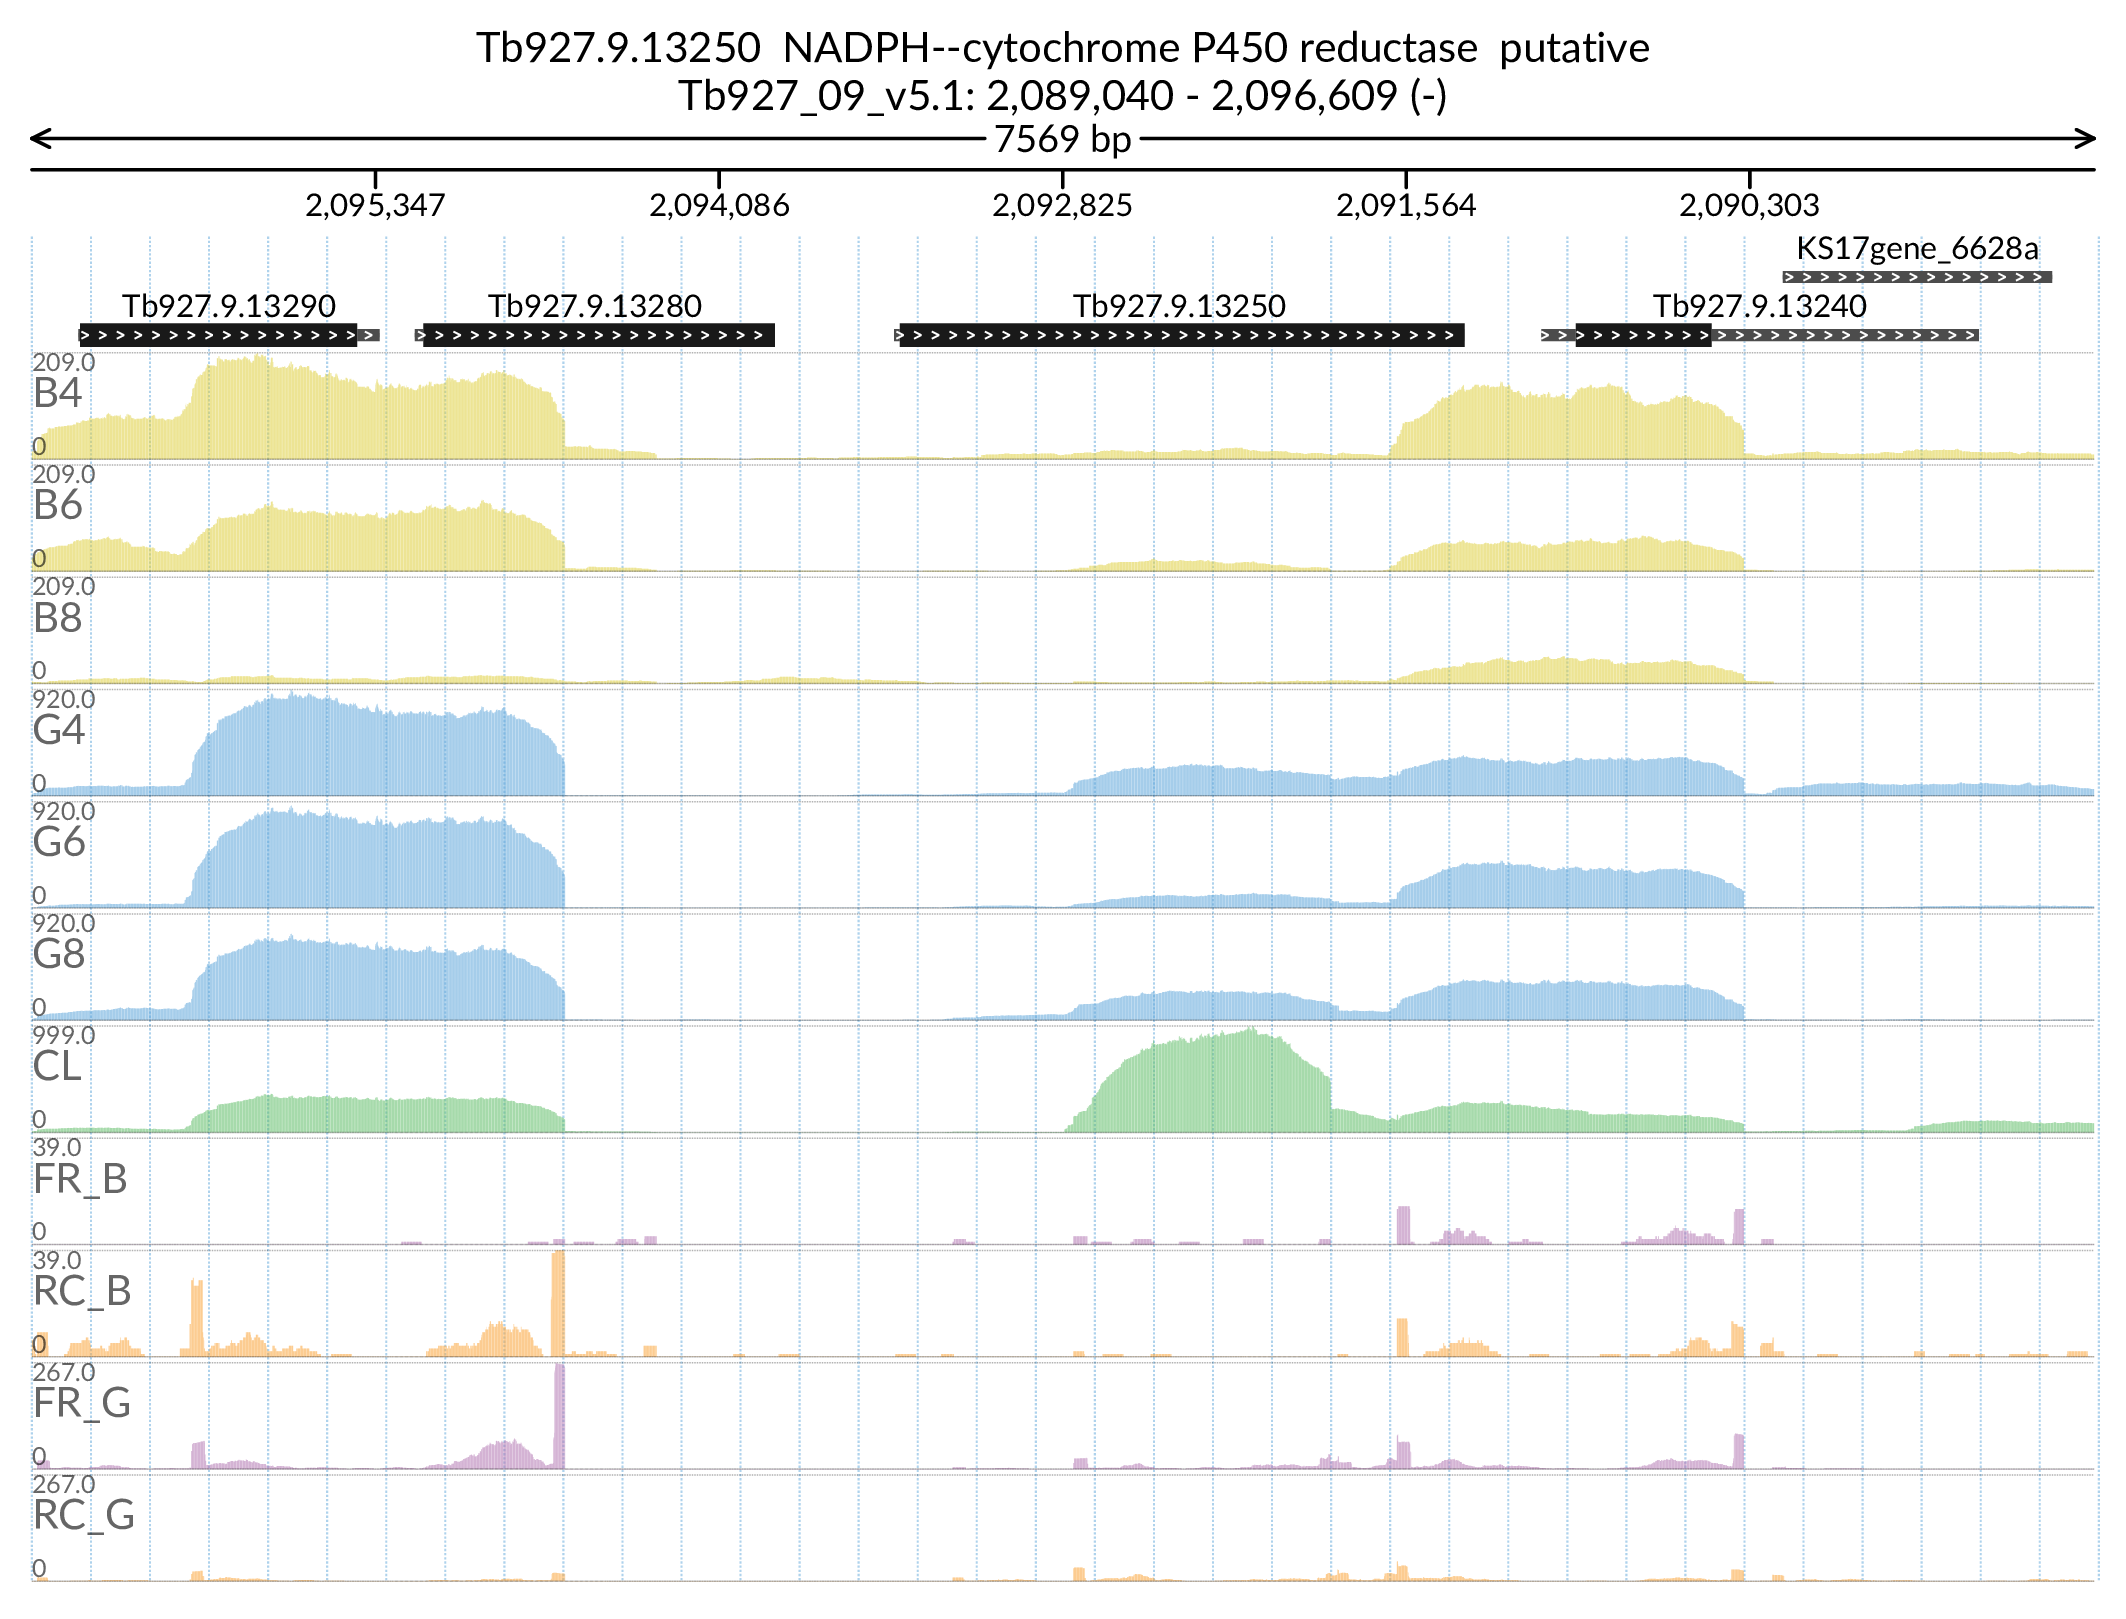 Tb927.9.13250  NADPH--cytochrome P450 reductase  putative
Tb927_09_v5.1: 2,089,040 - 2,096,609 (-)
7569 bp
2,095,347 2,094,086 2,092,825 2,091,564 2,090,303
KS17gene_6628a
Tb927.9.13290 Tb927.9.13280 Tb927.9.13250 Tb927.9.13240
209.0
B4
0
209.0
B6
0
209.0
B8
0
920.0
G4
0
920.0
G6
0
920.0
G8
0
999.0
CL
0
39.0
FR_B
0
39.0
RC_B
0
267.0
FR_G
0
267.0
RC_G
0